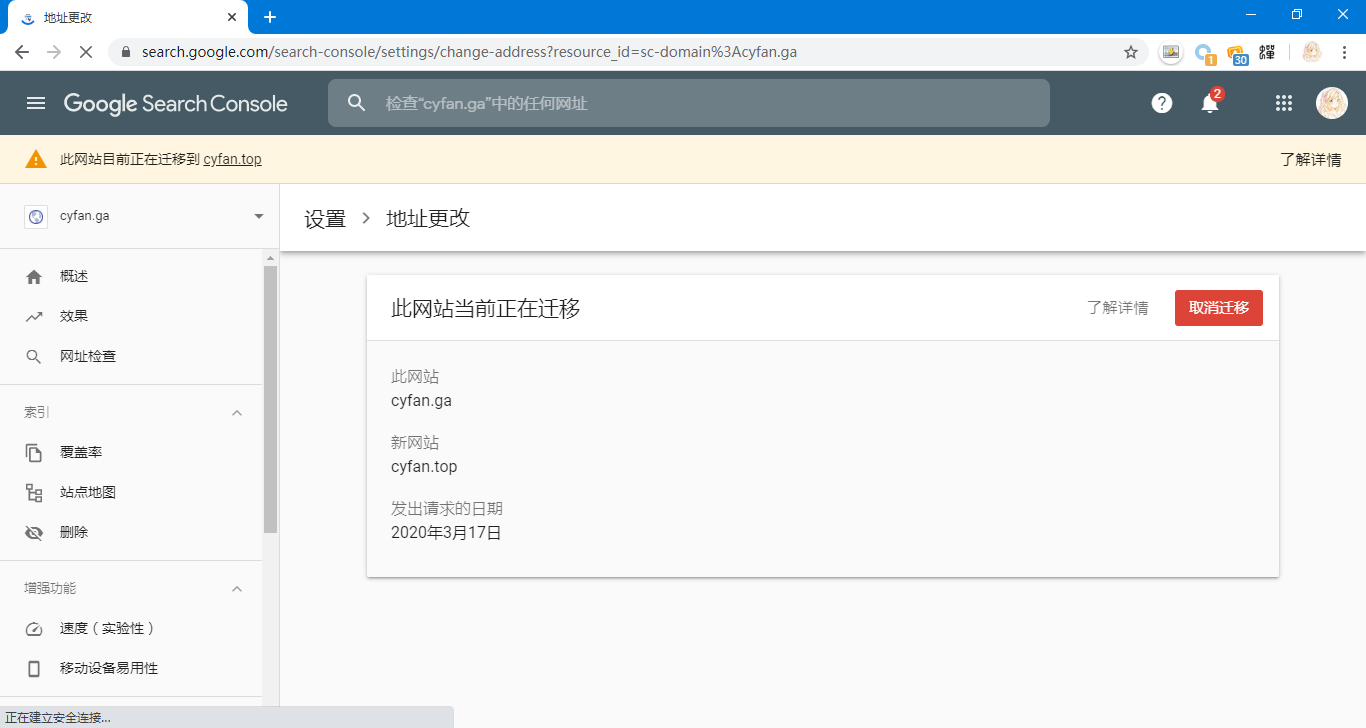 地址更改
search.google.com/search-console/settings/change-address?resource_id=sc-domain%3Acyfan.ga
1
30
Google Search Console
检查“cyfan.ga”中的任何网址
2
此网站目前正在迁移到 cyfan.top
了解详情
cyfan.ga
设置
地址更改
概述
效果
网址检查
索引
覆盖率
站点地图
删除
增强功能
速度（实验性）
移动设备易用性
此网站当前正在迁移
了解详情
取消迁移
此网站
cyfan.ga
新网站
cyfan.top
发出请求的日期
2020年3月17日
正在建立安全连接...